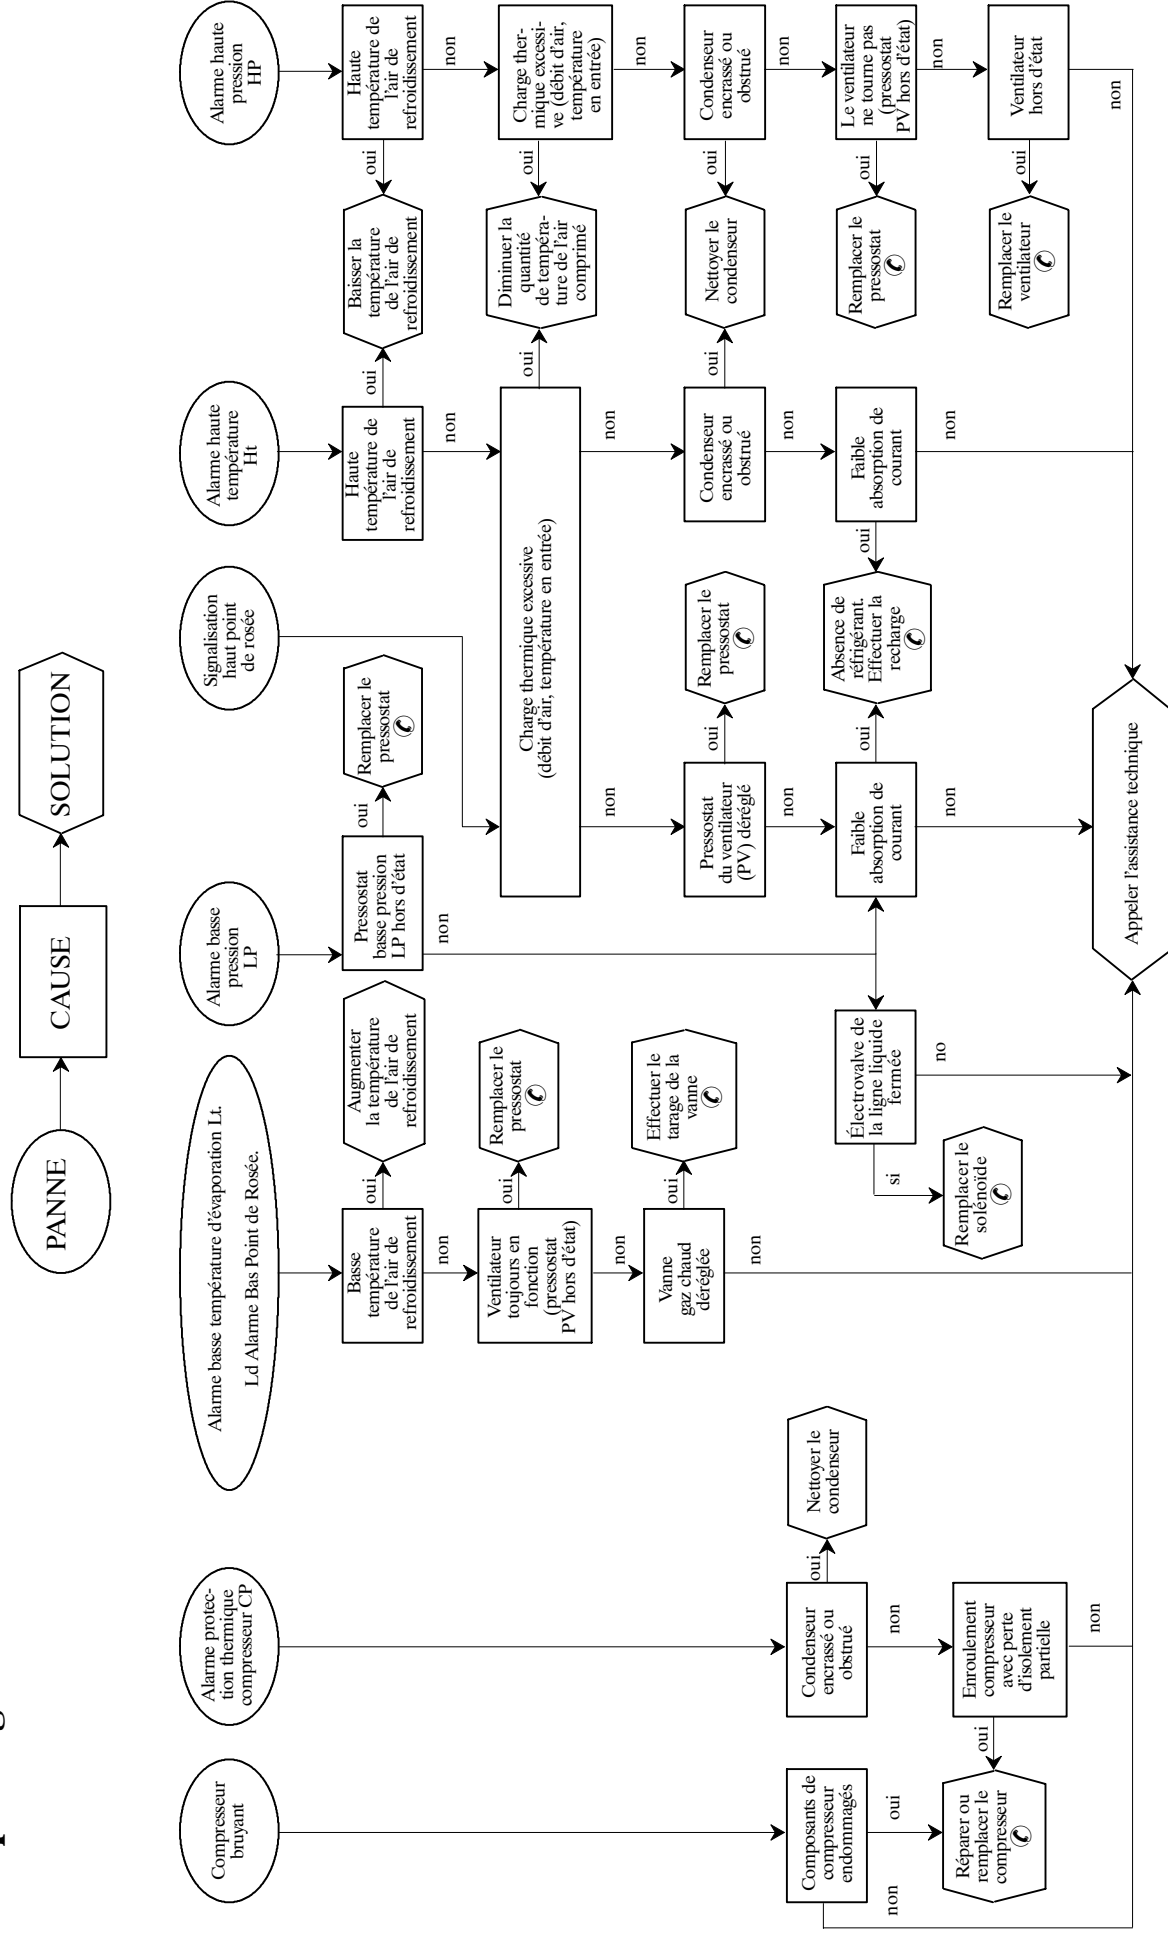 PANNE
CAUSE
SOLUTION
Compresseur
bruyant
Alarme protec-
tion thermique
compresseur CP
Alarme basse température d'évaporation Lt.
Ld Alarme Bas Point de Rosée.
Alarme basse
pression
LP
Signalisation
haut point
de rosée
Alarme haute
température
Ht
Alarme haute
pression
HP
Basse
température
de l'air de
refroidissement
oui
Augmenter
la température
de l'air de
refroidissement
Pressostat
basse pression
LP hors d'état
oui
Remplacer le
pressostat
Haute
température de
l'air de
refroidissement
oui
Baisser la
température
de l'air de
refroidissement
oui
Haute
température de
l'air de
refroidissement
non
non
non
non
Ventilateur
toujours en
fonction
(pressostat
PV hors d'état)
oui
Remplacer le
pressostat
Charge thermique excessive
(débit d'air, température en entrée)
oui
Diminuer la
quantité
de tempéra-
ture de l'air
comprimé
oui
Charge ther-
mique excessi-
ve (débit d'air,
température
en entrée)
non
non
non
non
Vanne
gaz chaud
déréglée
oui
Effectuer le
tarage de la
vanne
Pressostat
du ventilateur
(PV) déréglé
oui
Remplacer le
pressostat
Condenseur
encrassé ou
obstrué
oui
Nettoyer le
condenseur
oui
Condenseur
encrassé ou
obstrué
non
non
non
non
Composants de
compresseur
endommagés
Condenseur
encrassé ou
obstrué
oui
Nettoyer le
condenseur
Électrovalve de
la ligne liquide
fermée
Faible
absorption de
courant
oui
Absence de
réfrigérant.
Effectuer la
recharge
oui
Faible
absorption de
courant
Remplacer le
pressostat
oui
Le ventilateur
ne tourne pas
(pressostat
PV hors d'état)
non
oui
non
si
no
non
non
non
Réparer ou
remplacer le
compresseur
oui
Enroulement
compresseur
avec perte
d'isolement
partielle
Remplacer le
solénoïde
Remplacer le
ventilateur
oui
Ventilateur
hors d'état
non
non
Appeler l'assistance technique